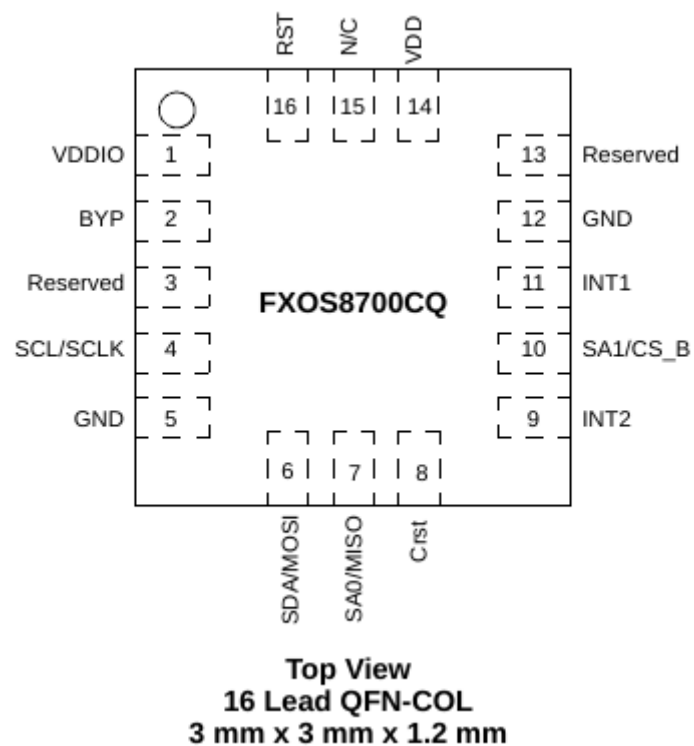 RST N/C VDD
16 15 14
VDDIO 1 13 Reserved
BYP 2 12 GND
Reserved 3 11 INT1
FXOS8700CQ
SCL/SCLK 4 10 SA1/CS_B
GND 5 9 INT2
6 7 8
SDA/MOSI SA0/MISO Crst
Top View
16 Lead QFN-COL
3 mm x 3 mm x 1.2 mm